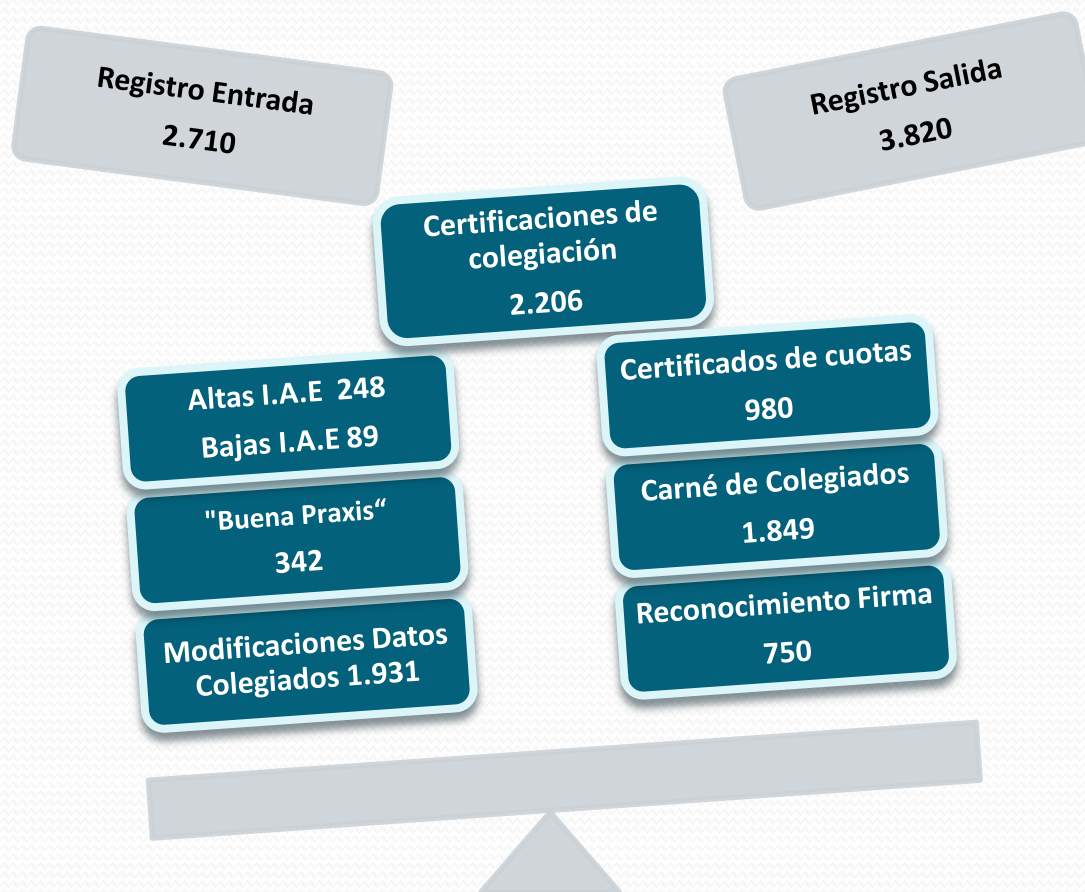 Registro Entrada
2.710
Registro Salida
3.820
Certificaciones de
colegiación
2.206
Altas I.A.E  248
Bajas I.A.E 89
"Buena Praxis“
342
Modificaciones Datos
Colegiados 1.931
Certificados de cuotas
980
Carné de Colegiados
1.849
Reconocimiento Firma
750